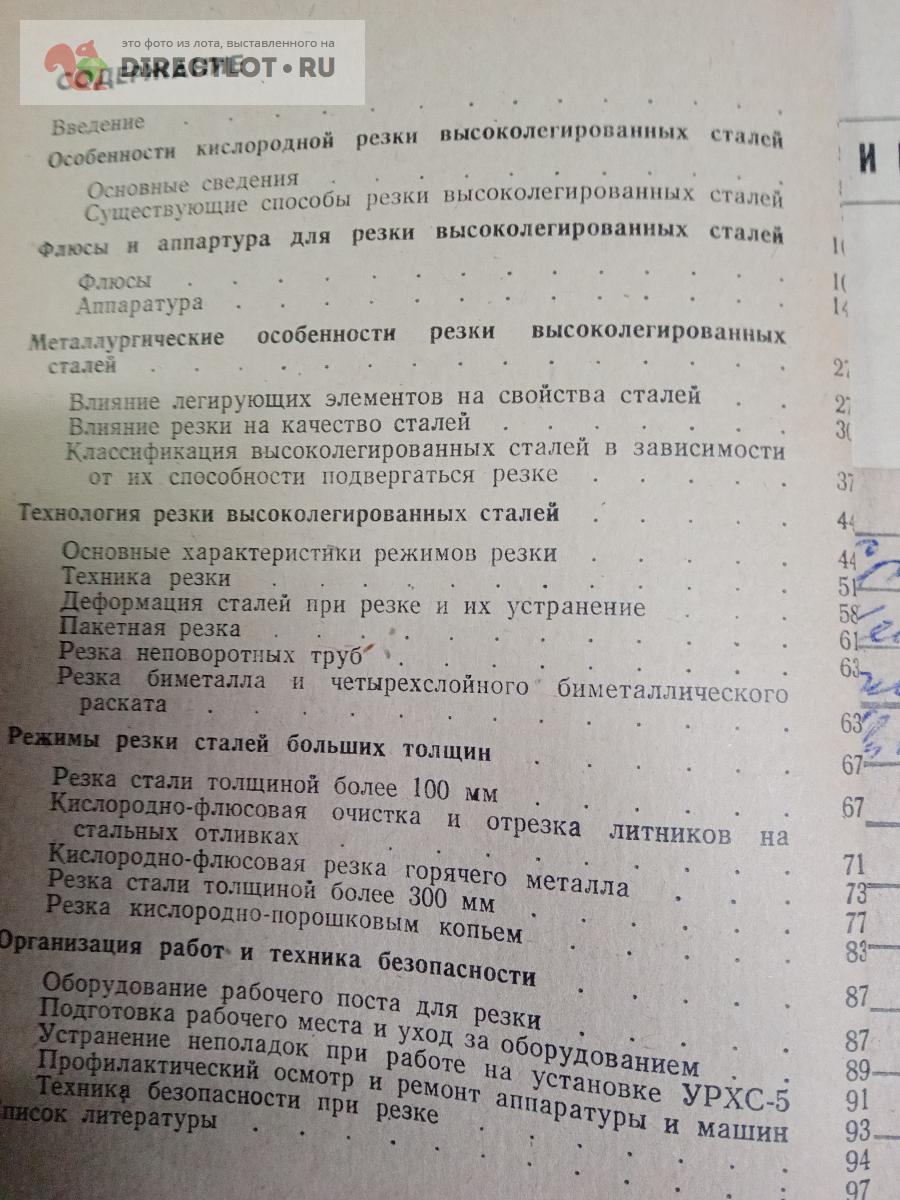 это фото из лота, выставленного на
DIRECTLOT•RU
СОДЕРЖАНИЕ
Введение
Особенности кислородной резки высоколегированных сталей
Основные сведения
Существующие способы резки высоколегированных сталей
Флюсы и аппартура для резки высоколегированных сталей
Флюсы
Аппаратура
Металлургические особенности резки высоколегированных
сталей
Влияние легирующих элементов на свойства сталей
Влияние резки на качество сталей
Классификация высоколегированных сталей в зависимости
от их способности подвергаться резке . . . . . 37
Технология резки высоколегированных сталей . . . . . 44
Основные характеристики режимов резки . . . . . 44
Техника резки . . . . . 51
Деформация сталей при резке и их устранение . . . 58
Пакетная резка . . . . . 61
Резка неповоротных труб . . . . . 63
Резка биметалла и четырехслойного биметаллического
раската . . . . . 63
Режимы резки сталей больших толщин . . . . . 67
Резка стали толщиной более 100 мм . . . . . 67
Кислородно-флюсовая очистка и отрезка литников на
стальных отливках . . . . . 71
Кислородно-флюсовая резка горячего металла . . . . 73
Резка стали толщиной более 300 мм . . . . . 77
Резка кислородно-порошковым копьем . . . . . 83
Организация работ и техника безопасности . . . . . 87
Оборудование рабочего поста для резки . . . . . 87
Подготовка рабочего места и уход за оборудованием . . 89
Устранение неполадок при работе на установке УРХС-5 91
Профилактический осмотр и ремонт аппаратуры и машин 93
Техника безопасности при резке . . . . . 94
писок литературы . . . . . 97
И